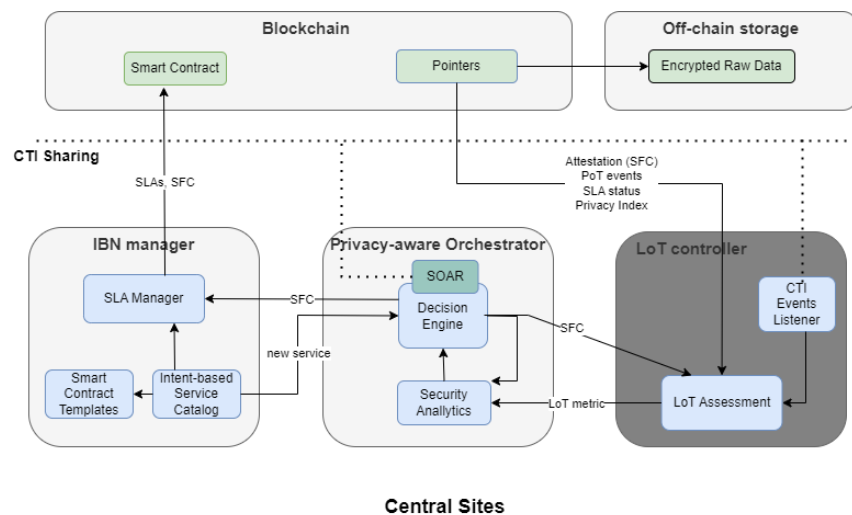 Blockchain
Off-chain storage
Smart Contract
Pointers
Encrypted Raw Data
CTI Sharing
SLAs, SFC
Attestation (SFC)
PoT events
SLA status
Privacy Index
IBN manager
Privacy-aware Orchestrator
LoT controller
SOAR
SLA Manager
SFC
Decision
Engine
CTI
Events
Listener
SFC
new service
Smart
Contract
Templates
Intent-based
Service
Catalog
Security
Anallytics
LoT metric
LoT Assessment
Central Sites